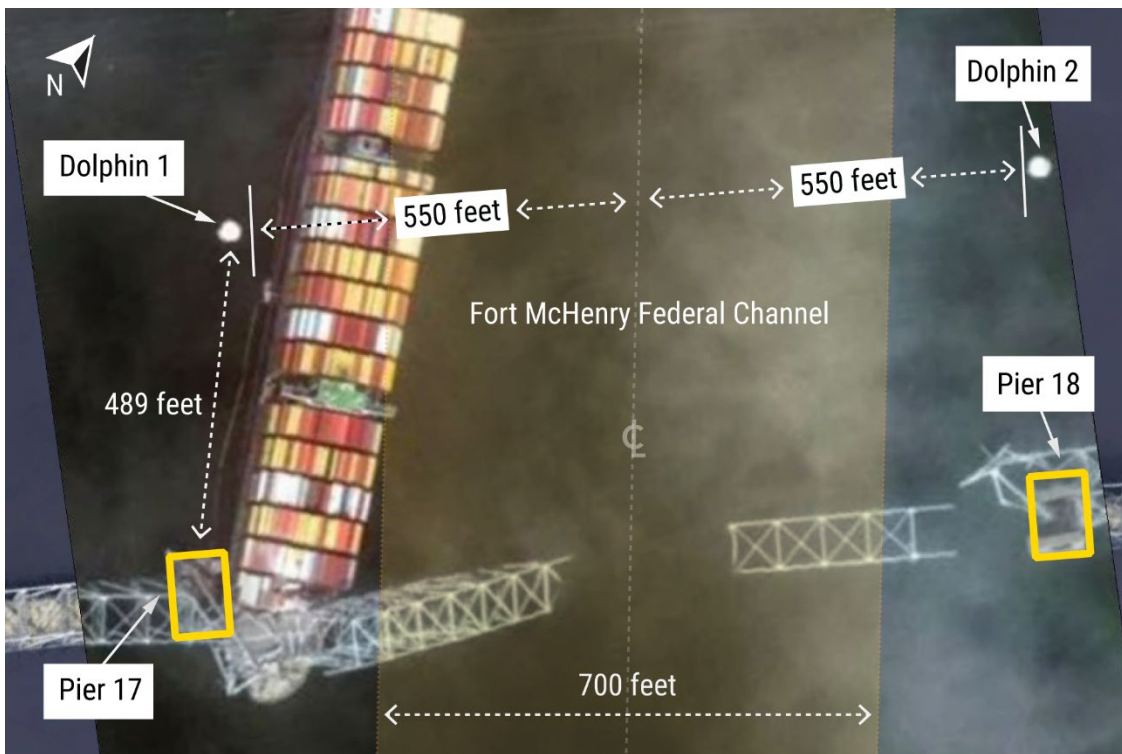 N
Dolphin 2
Dolphin 1
550 feet
550 feet
Fort McHenry Federal Channel
Pier 18
489 feet
℄
700 feet
Pier 17